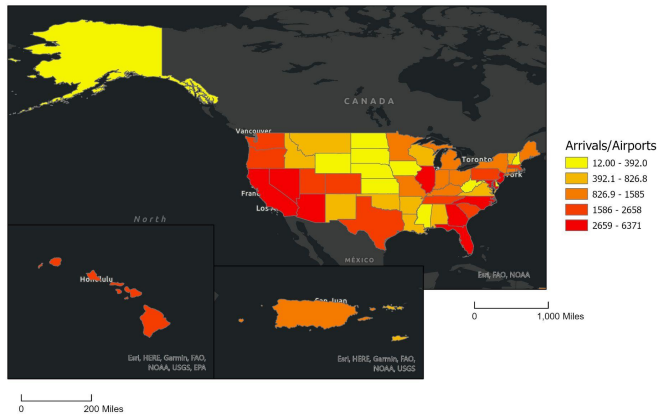 CANADA
Vancouver
Toronto
York
Fran
Los A
North
MÉXICO
Esri, FAO, NOAA
Honolulu
Esri, HERE, Garmin, FAO,
NOAA, USGS, EPA
San Juan
Esri, HERE, Garmin, FAO,
NOAA, USGS
Arrivals/Airports
12.00 - 392.0
392.1 - 826.8
826.9 - 1585
1586 - 2658
2659 - 6371
0 1,000 Miles
0 200 Miles